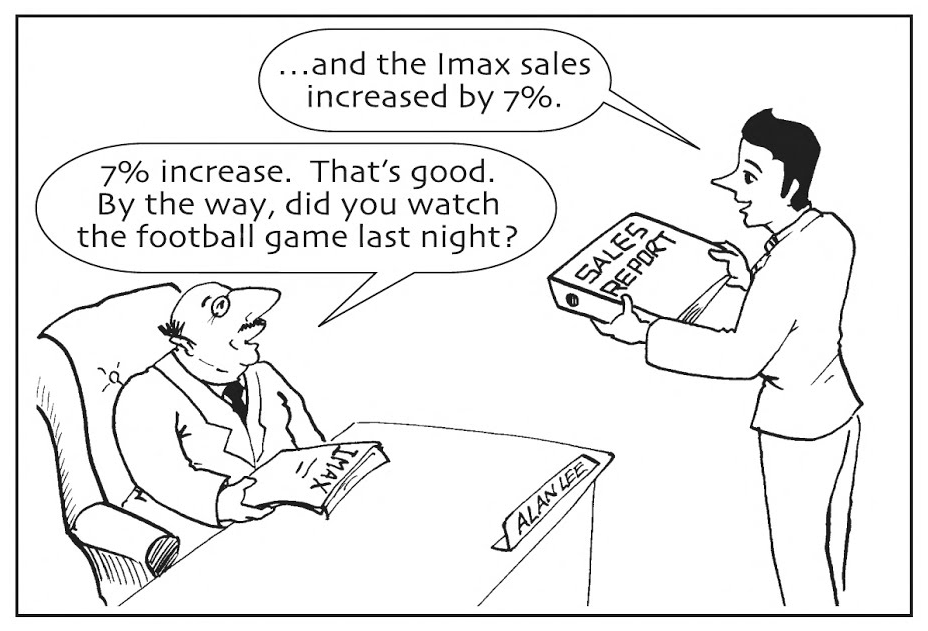 ...and the Imax sales
increased by 7%.
7% increase.  That's good.
By the way, did you watch
the football game last night?
SALES
REPORT
IMAX
ALAN LEE